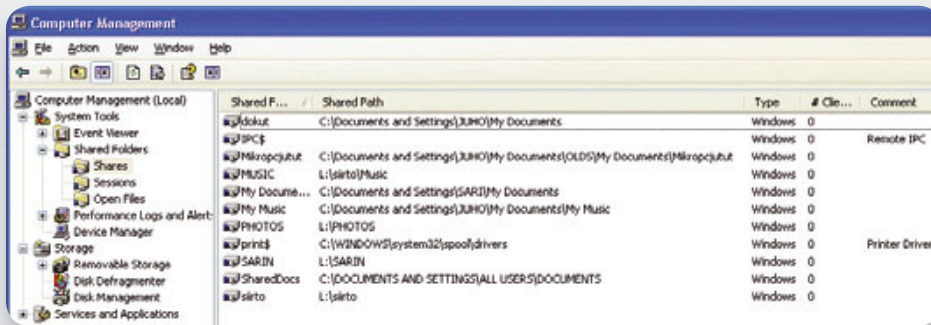 Computer Management
File Action View Window Help
Computer Management (Local)
System Tools
Event Viewer
Shared Folders
Shares
Sessions
Open Files
Performance Logs and Alert
Device Manager
Storage
Removable Storage
Disk Defragmenter
Disk Management
Services and Applications
Shared F... / Shared Path Type # Clie... Comment
dokut C:\Documents and Settings\JUHO\My Documents Windows 0
IPC$ Windows 0 Remote IPC
Mikropcjutut C:\Documents and Settings\JUHO\My Documents\OLDS\My Documents\Mikropcjutut Windows 0
MUSIC L:\siirto\Music Windows 0
My Docume... C:\Documents and Settings\SARI\My Documents Windows 0
My Music C:\Documents and Settings\JUHO\My Documents\My Music Windows 0
PHOTOS L:\PHOTOS Windows 0
print$ C:\WINDOWS\system32\spool\drivers Windows 0 Printer Driver
SARIN L:\SARIN Windows 0
SharedDocs C:\DOCUMENTS AND SETTINGS\ALL USERS\DOCUMENTS Windows 0
siirto L:\siirto Windows 0